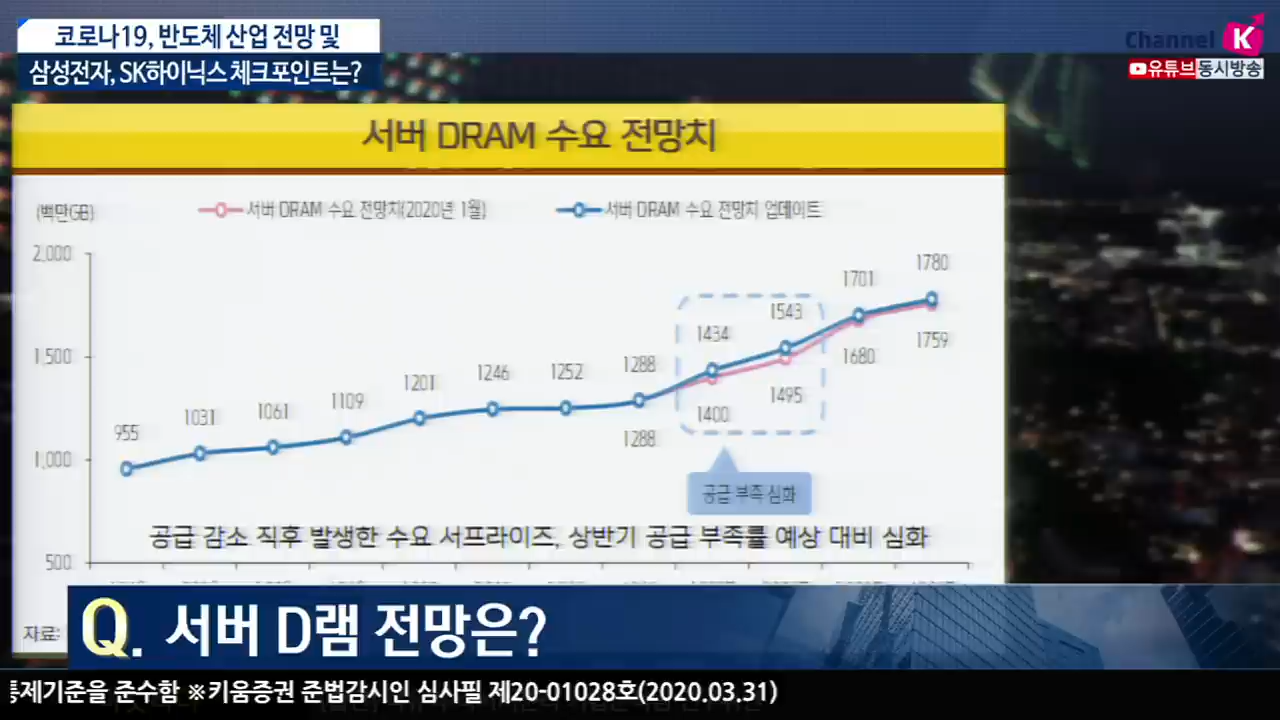 코로나19, 반도체 산업 전망 및
삼성전자, SK하이닉스 체크포인트는?
Channel K
유튜브동시방송
서버 DRAM 수요 전망치
(백만GB)
서버 DRAM 수요 전망치(2020년 1월)
서버 DRAM 수요 전망치 업데이트
2,000
1,500
1,000
500
955
1031
1061
1109
1201
1246
1252
1288
1434
1543
1701
1780
1288
1400
1495
1680
1759
공급 부족 심화
공급 감소 직후 발생한 수요 서프라이즈, 상반기 공급 부족률 예상 대비 심화
자료:
Q. 서버 D램 전망은?
통제기준을 준수함 ※키움증권 준법감시인 심사필 제20-01028호(2020.03.31)